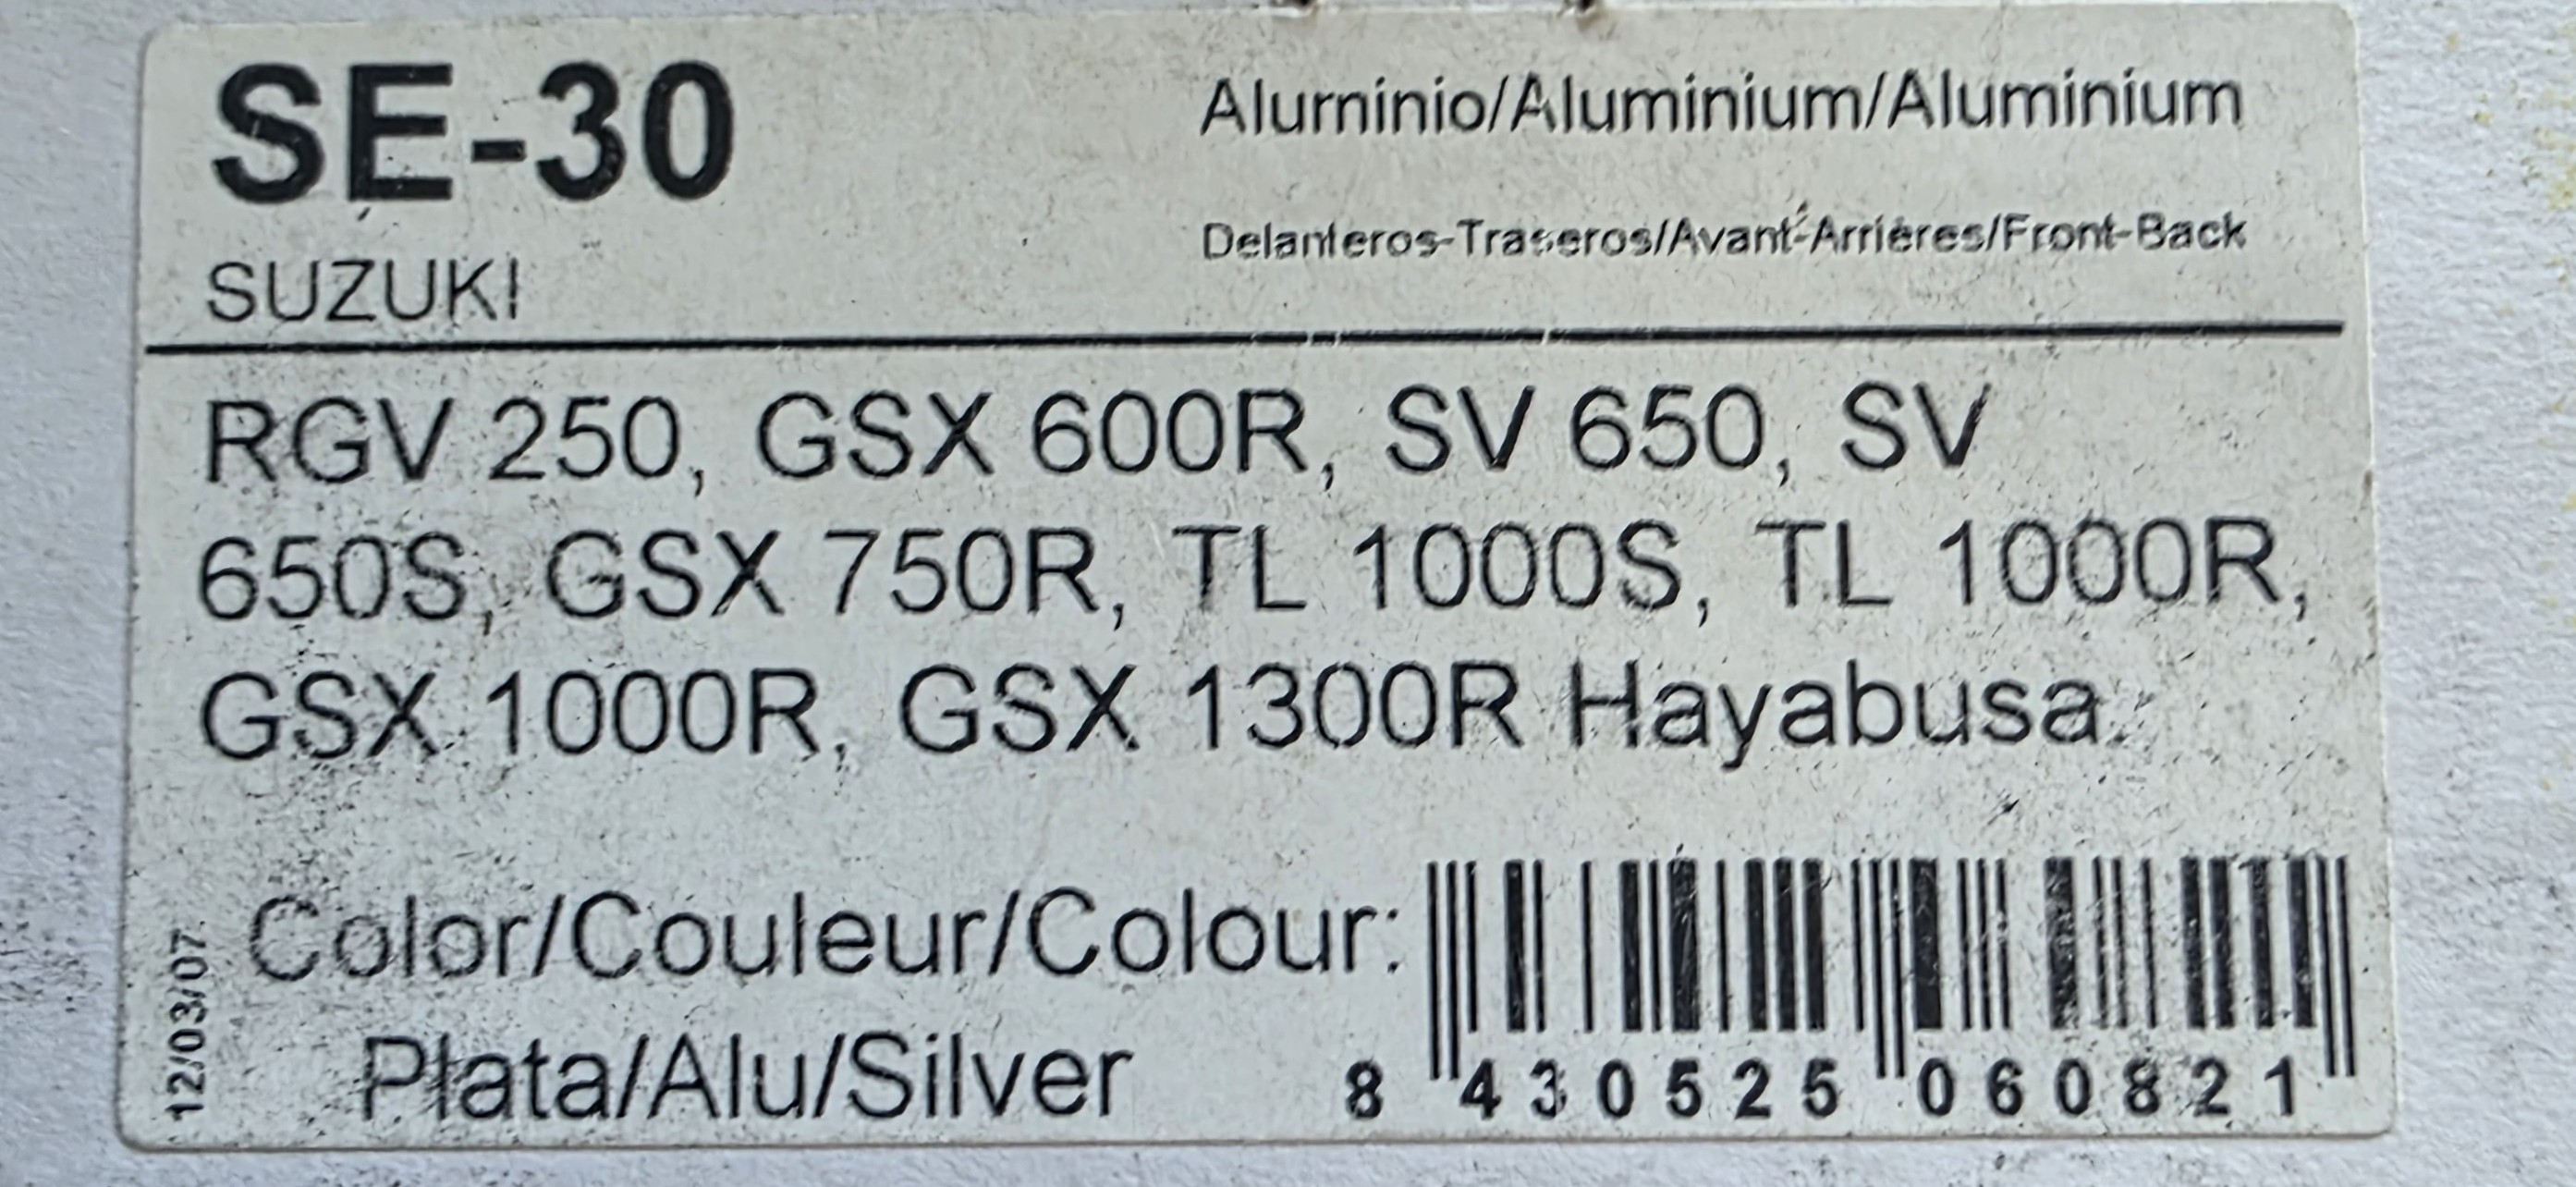 SE-30
Aluminio/Aluminium/Aluminium
Delanteros-Traseros/Avant-Arrières/Front-Back
SUZUKI
RGV 250, GSX 600R, SV 650, SV
650S, GSX 750R, TL 1000S, TL 1000R,
GSX 1000R, GSX 1300R Hayabusa.
Color/Couleur/Colour:
Plata/Alu/Silver
12/03/07
8 430525 060821